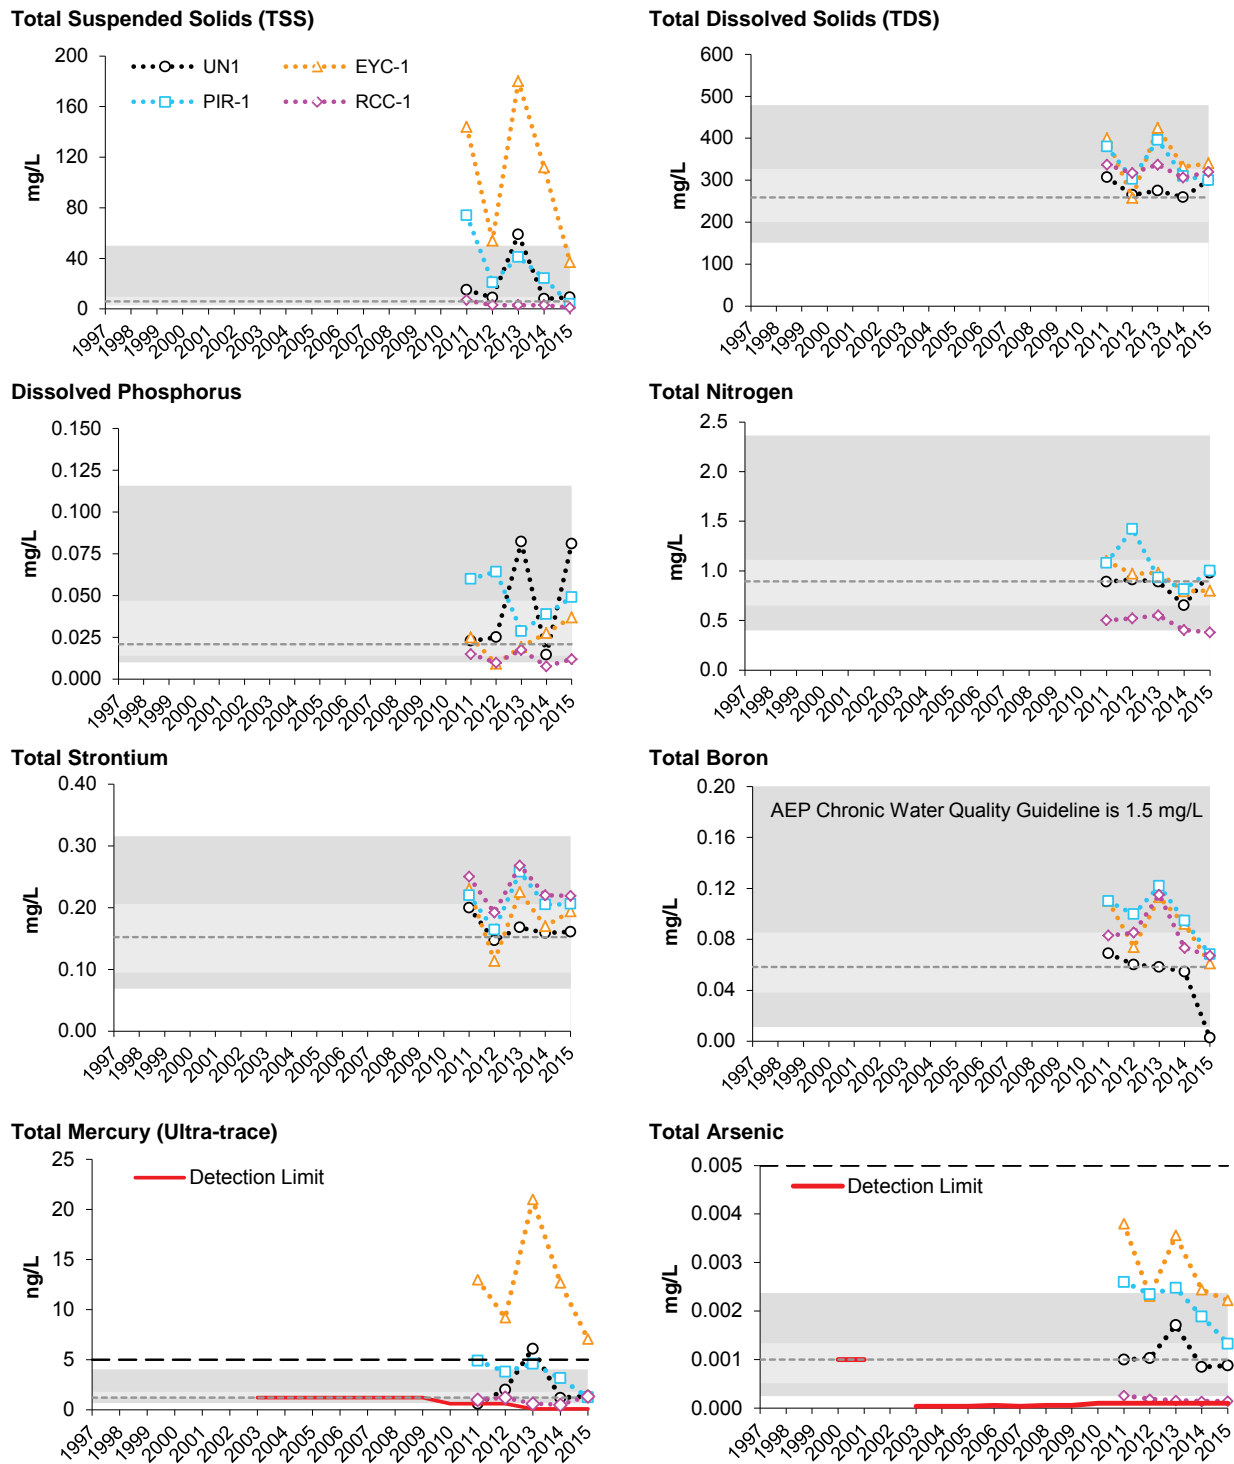 Total Suspended Solids (TSS)
200
160
120
80
40
0
mg/L
UN1
EYC-1
PIR-1
RCC-1
1997 1998 1999 2000 2001 2002 2003 2004 2005 2006 2007 2008 2009 2010 2011 2012 2013 2014 2015
Total Dissolved Solids (TDS)
600
500
400
300
200
100
0
mg/L
1997 1998 1999 2000 2001 2002 2003 2004 2005 2006 2007 2008 2009 2010 2011 2012 2013 2014 2015
Dissolved Phosphorus
0.150
0.125
0.100
0.075
0.050
0.025
0.000
mg/L
1997 1998 1999 2000 2001 2002 2003 2004 2005 2006 2007 2008 2009 2010 2011 2012 2013 2014 2015
Total Nitrogen
2.5
2.0
1.5
1.0
0.5
0.0
mg/L
1997 1998 1999 2000 2001 2002 2003 2004 2005 2006 2007 2008 2009 2010 2011 2012 2013 2014 2015
Total Strontium
0.40
0.30
0.20
0.10
0.00
mg/L
1997 1998 1999 2000 2001 2002 2003 2004 2005 2006 2007 2008 2009 2010 2011 2012 2013 2014 2015
Total Boron
0.20
0.16
0.12
0.08
0.04
0.00
mg/L
AEP Chronic Water Quality Guideline is 1.5 mg/L
1997 1998 1999 2000 2001 2002 2003 2004 2005 2006 2007 2008 2009 2010 2011 2012 2013 2014 2015
Total Mercury (Ultra-trace)
25
20
15
10
5
0
ng/L
Detection Limit
1997 1998 1999 2000 2001 2002 2003 2004 2005 2006 2007 2008 2009 2010 2011 2012 2013 2014 2015
Total Arsenic
0.005
0.004
0.003
0.002
0.001
0.000
mg/L
Detection Limit
1997 1998 1999 2000 2001 2002 2003 2004 2005 2006 2007 2008 2009 2010 2011 2012 2013 2014 2015